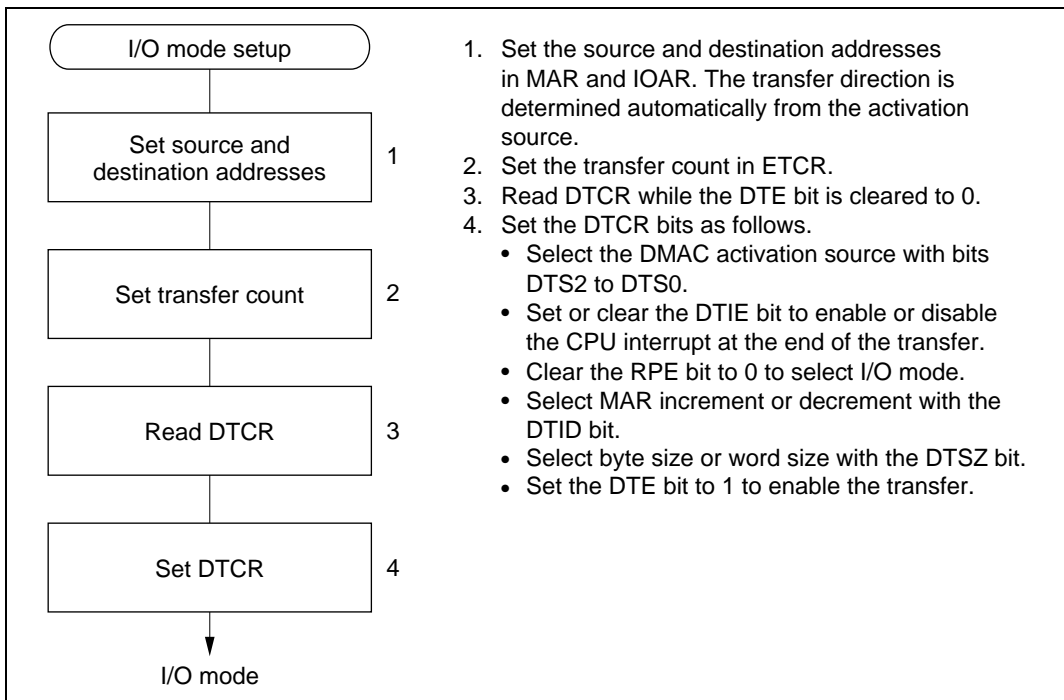 I/O mode setup
Set source and
destination addresses
1
Set transfer count
2
Read DTCR
3
Set DTCR
4
I/O mode
1. Set the source and destination addresses
in MAR and IOAR. The transfer direction is
determined automatically from the activation
source.
2. Set the transfer count in ETCR.
3. Read DTCR while the DTE bit is cleared to 0.
4. Set the DTCR bits as follows.
• Select the DMAC activation source with bits
DTS2 to DTS0.
• Set or clear the DTIE bit to enable or disable
the CPU interrupt at the end of the transfer.
• Clear the RPE bit to 0 to select I/O mode.
• Select MAR increment or decrement with the
DTID bit.
• Select byte size or word size with the DTSZ bit.
• Set the DTE bit to 1 to enable the transfer.